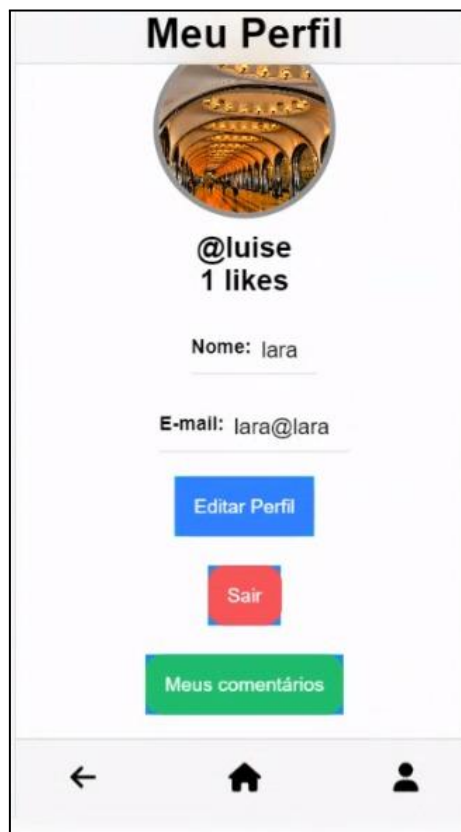 Meu Perfil
@luise
1 likes
Nome: lara
E-mail: lara@lara
Editar Perfil
Sair
Meus comentários